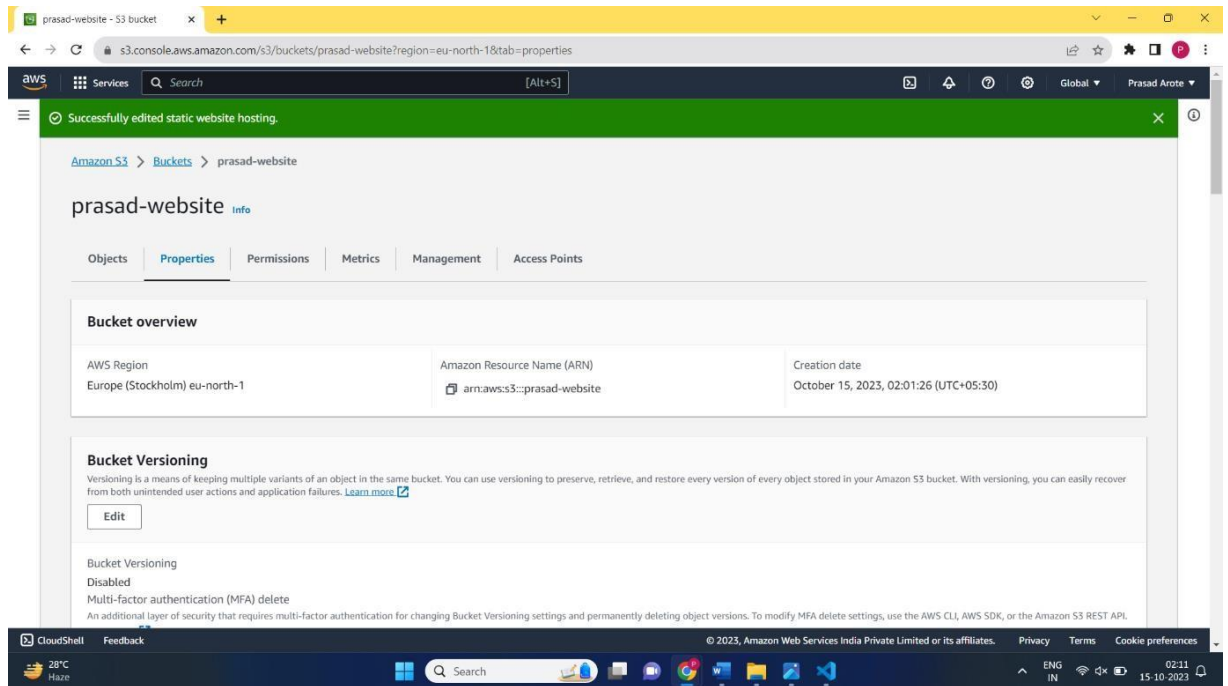 prasad-website - S3 bucket
s3.console.aws.amazon.com/s3/buckets/prasad-website?region=eu-north-1&tab=properties
P
aws
Services
Search
[Alt+S]
Global
Prasad Arote
Successfully edited static website hosting.
Amazon S3 > Buckets > prasad-website
prasad-website Info
Objects
Properties
Permissions
Metrics
Management
Access Points
Bucket overview
AWS Region
Europe (Stockholm) eu-north-1
Amazon Resource Name (ARN)
arn:aws:s3:::prasad-website
Creation date
October 15, 2023, 02:01:26 (UTC+05:30)
Bucket Versioning
Versioning is a means of keeping multiple variants of an object in the same bucket. You can use versioning to preserve, retrieve, and restore every version of every object stored in your Amazon S3 bucket. With versioning, you can easily recover
from both unintended user actions and application failures. Learn more
Edit
Bucket Versioning
Disabled
Multi-factor authentication (MFA) delete
An additional layer of security that requires multi-factor authentication for changing Bucket Versioning settings and permanently deleting object versions. To modify MFA delete settings, use the AWS CLI, AWS SDK, or the Amazon S3 REST API.
CloudShell
Feedback
© 2023, Amazon Web Services India Private Limited or its affiliates.
Privacy
Terms
Cookie preferences
28°C
Haze
Search
ENG
IN
02:11
15-10-2023